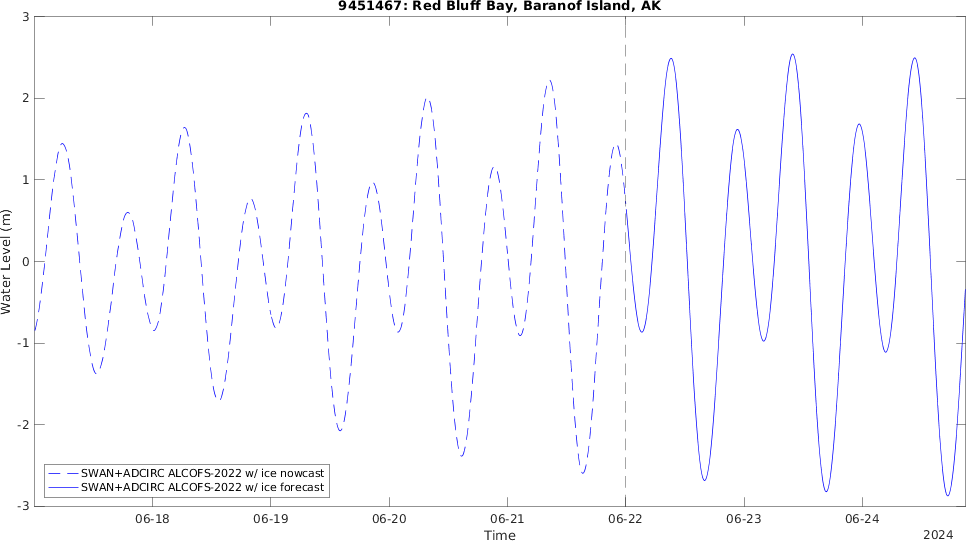 9451467: Red Bluff Bay, Baranof Island, AK
3
2
1
0
-1
-2
-3
Water Level (m)
SWAN+ADCIRC ALCOFS-2022 w/ ice nowcast
SWAN+ADCIRC ALCOFS-2022 w/ ice forecast
06-18 06-19 06-20 06-21 06-22 06-23 06-24
Time
2024